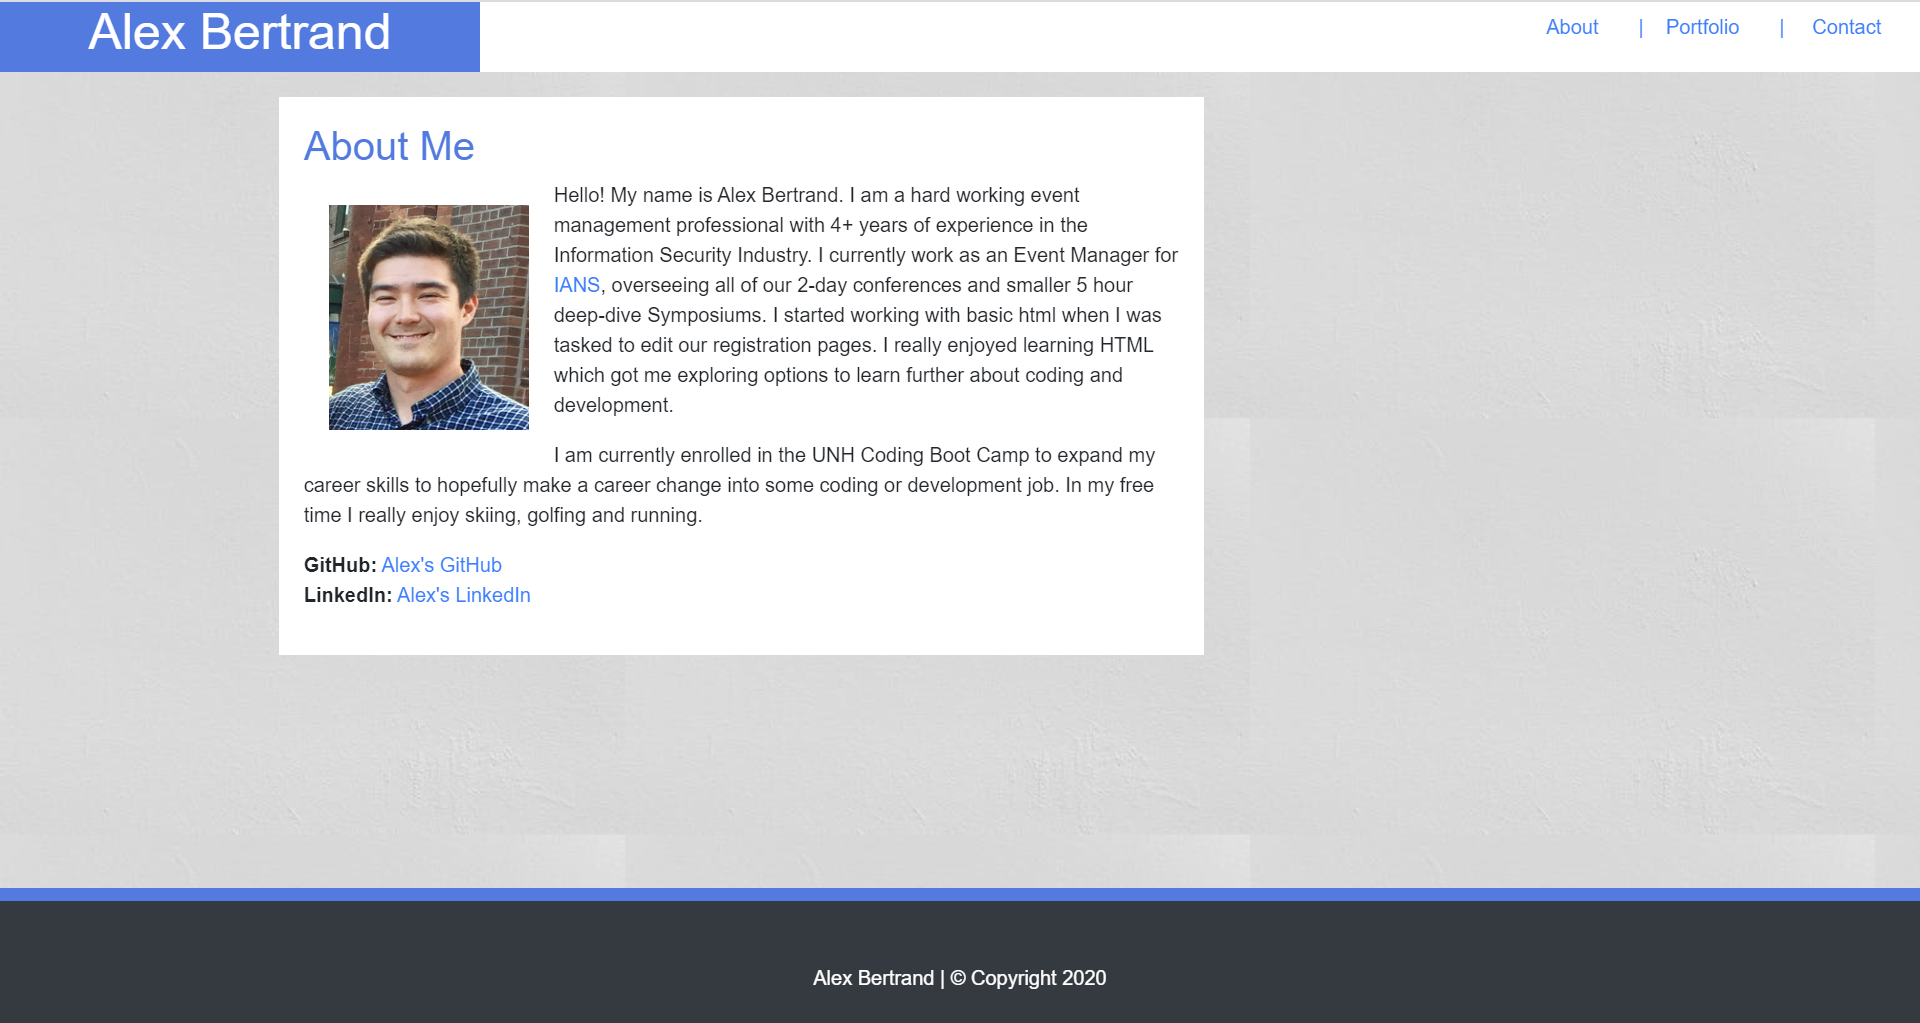 Alex Bertrand
About | Portfolio | Contact
About Me
Hello! My name is Alex Bertrand. I am a hard working event
management professional with 4+ years of experience in the
Information Security Industry. I currently work as an Event Manager for
IANS, overseeing all of our 2-day conferences and smaller 5 hour
deep-dive Symposiums. I started working with basic html when I was
tasked to edit our registration pages. I really enjoyed learning HTML
which got me exploring options to learn further about coding and
development.
I am currently enrolled in the UNH Coding Boot Camp to expand my
career skills to hopefully make a career change into some coding or development job. In my free
time I really enjoy skiing, golfing and running.
GitHub: Alex's GitHub
LinkedIn: Alex's LinkedIn
Alex Bertrand | © Copyright 2020